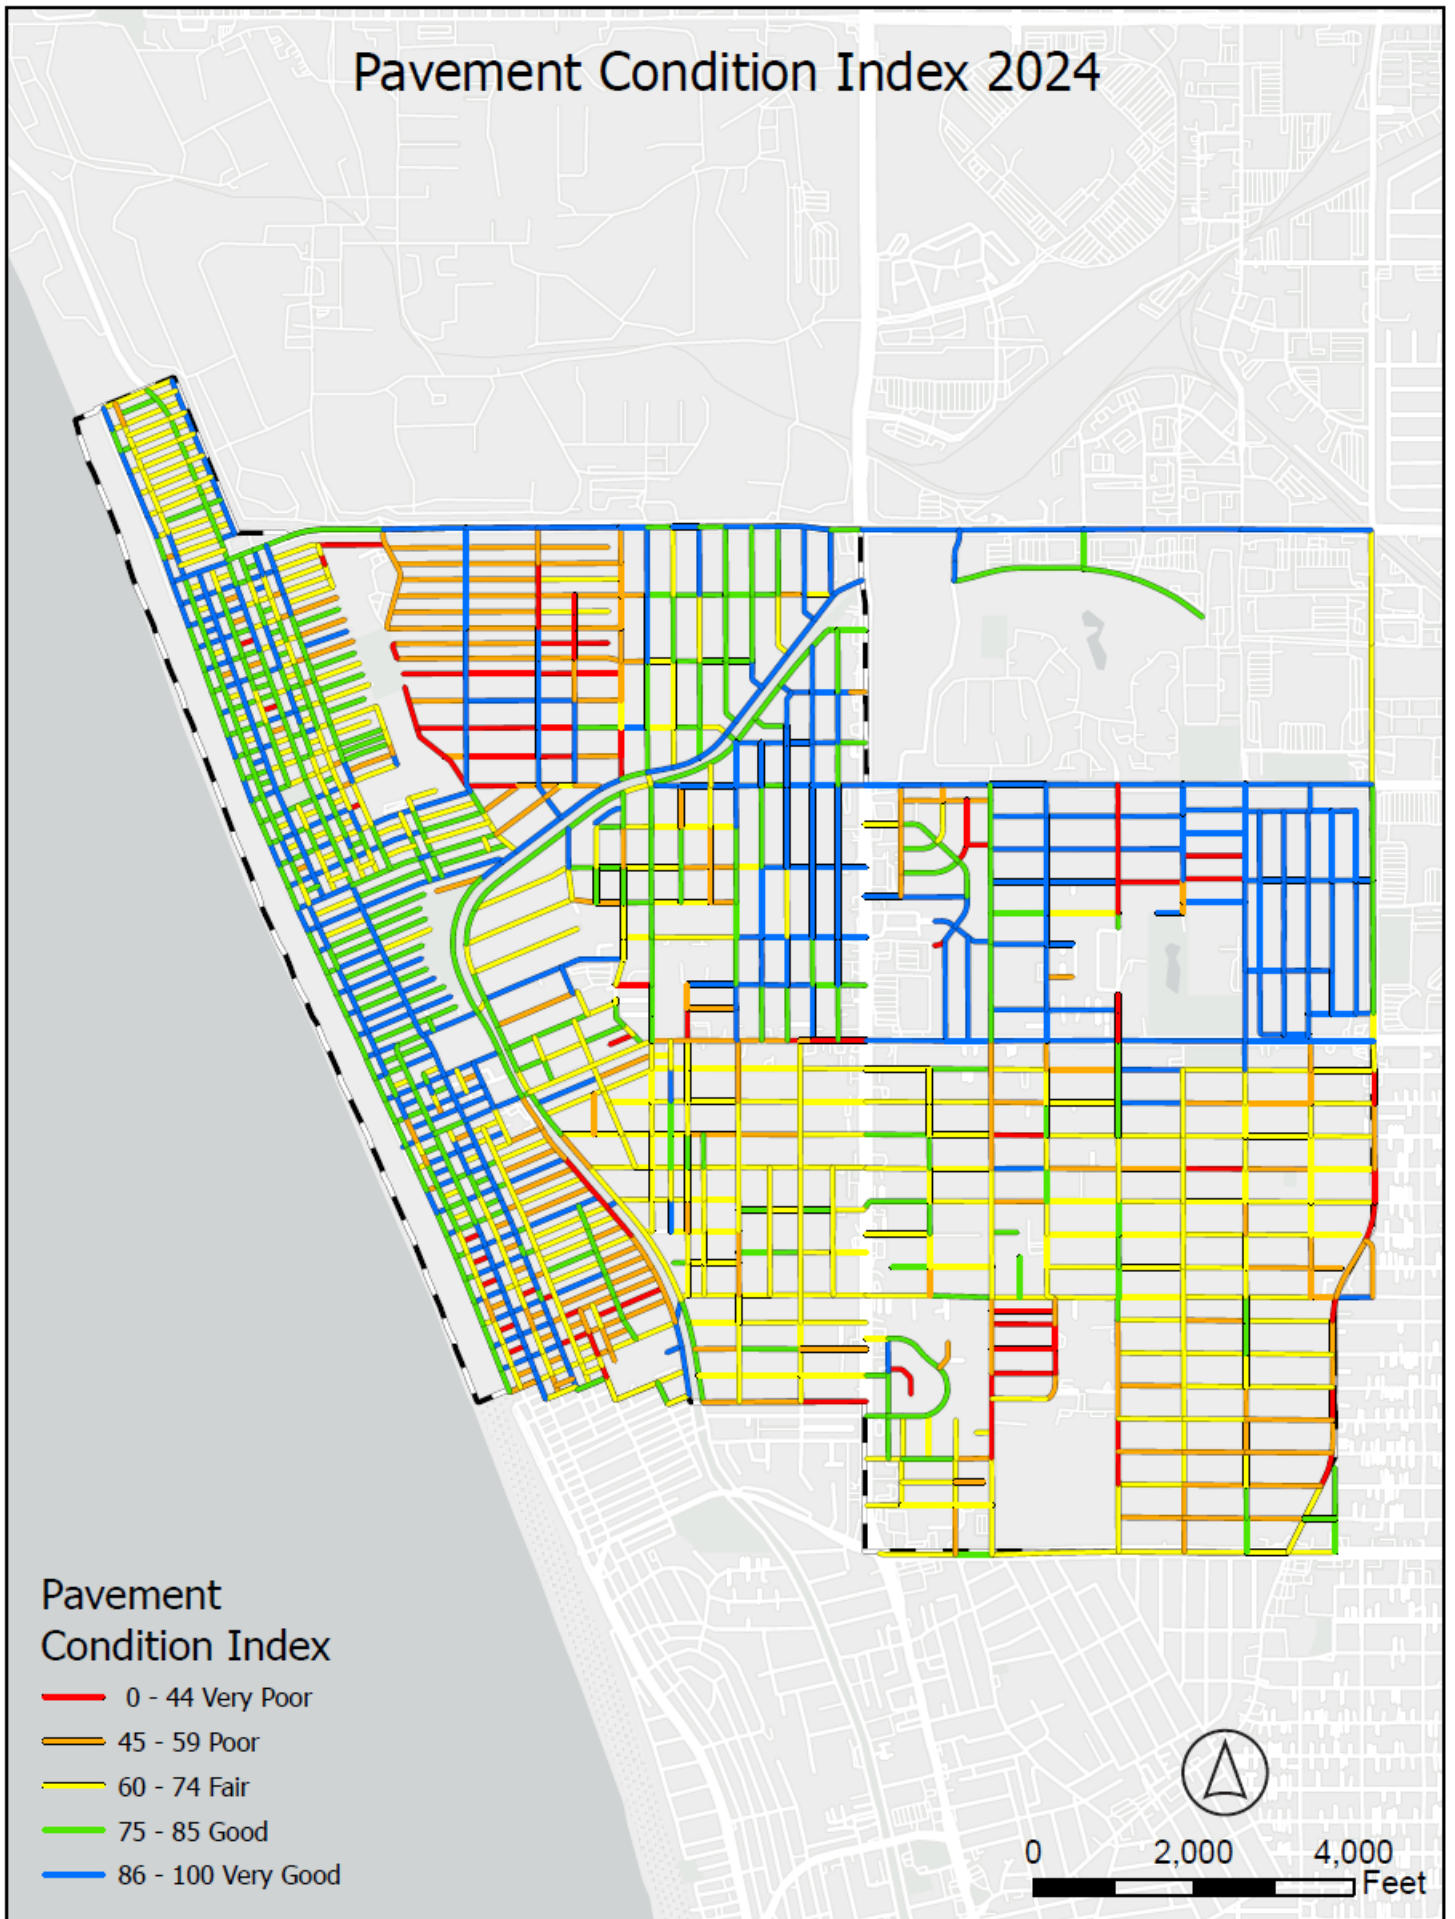 Pavement Condition Index 2024
Pavement
Condition Index
0 - 44 Very Poor
45 - 59 Poor
60 - 74 Fair
75 - 85 Good
86 - 100 Very Good
0 2,000 4,000
Feet